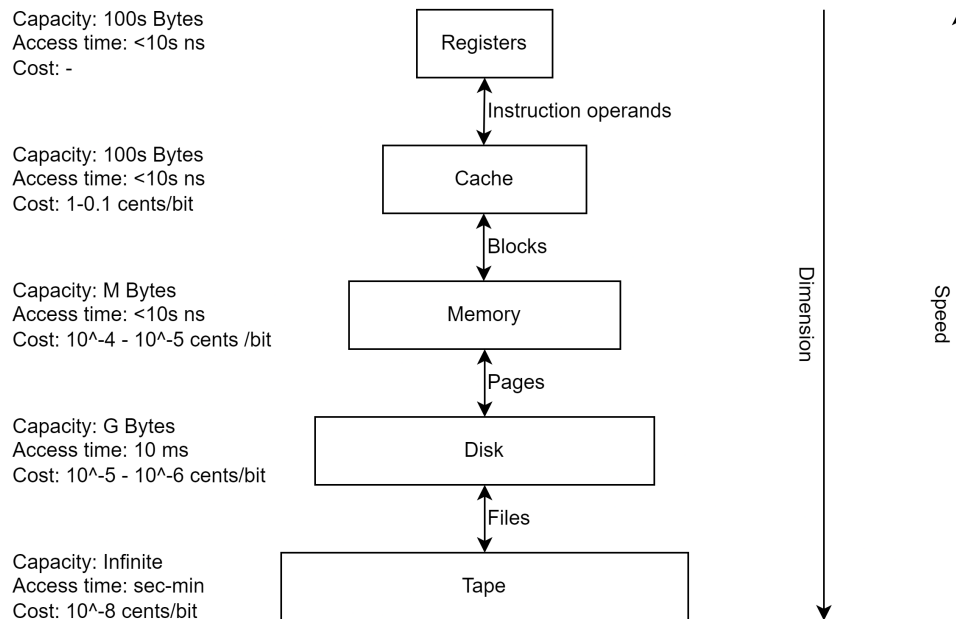 Capacity: 100s Bytes
Access time: <10s ns
Cost: -
Registers
Instruction operands
Capacity: 100s Bytes
Access time: <10s ns
Cost: 1-0.1 cents/bit
Cache
Blocks
Capacity: M Bytes
Access time: <10s ns
Cost: 10^-4 - 10^-5 cents /bit
Memory
Pages
Capacity: G Bytes
Access time: 10 ms
Cost: 10^-5 - 10^-6 cents/bit
Disk
Files
Capacity: Infinite
Access time: sec-min
Cost: 10^-8 cents/bit
Tape
Dimension
Speed